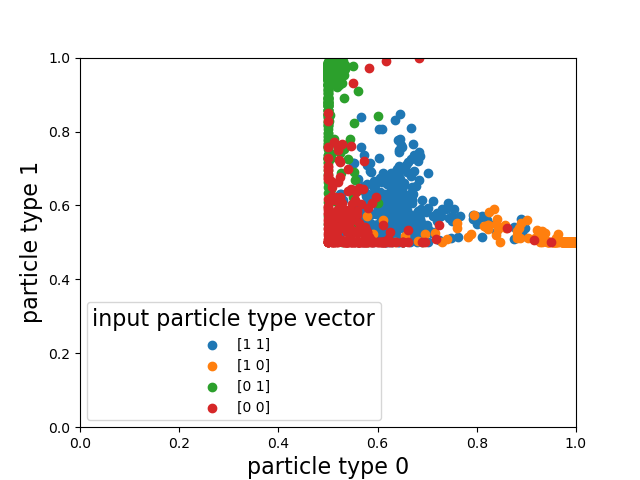 1.0
0.8
0.6
0.4
0.2
0.0
particle type 1
input particle type vector
[1 1]
[1 0]
[0 1]
[0 0]
0.0 0.2 0.4 0.6 0.8 1.0
particle type 0